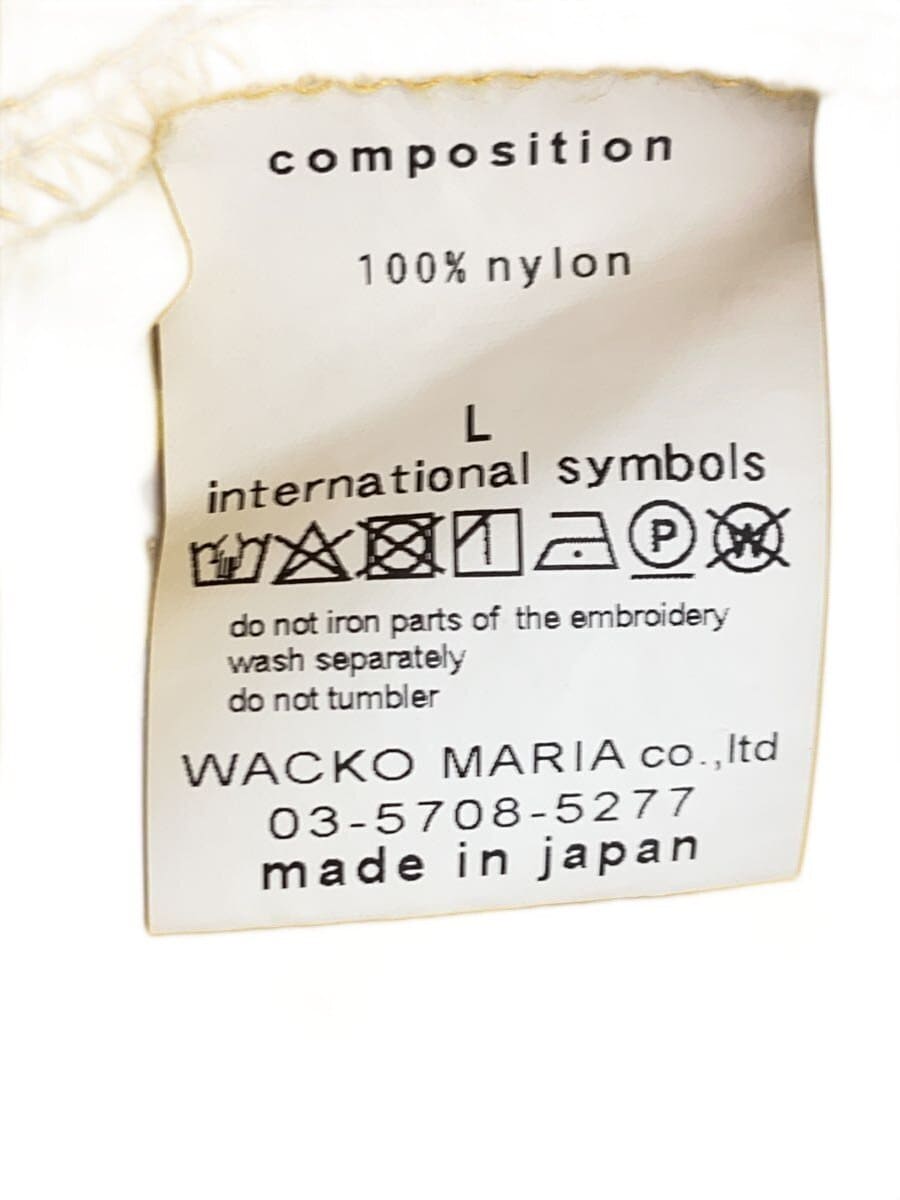 composition
100% nylon
L
international symbols
P W
do not iron parts of the embroidery
wash separately
do not tumbler
WACKO MARIA co.,ltd
03-5708-5277
made in japan